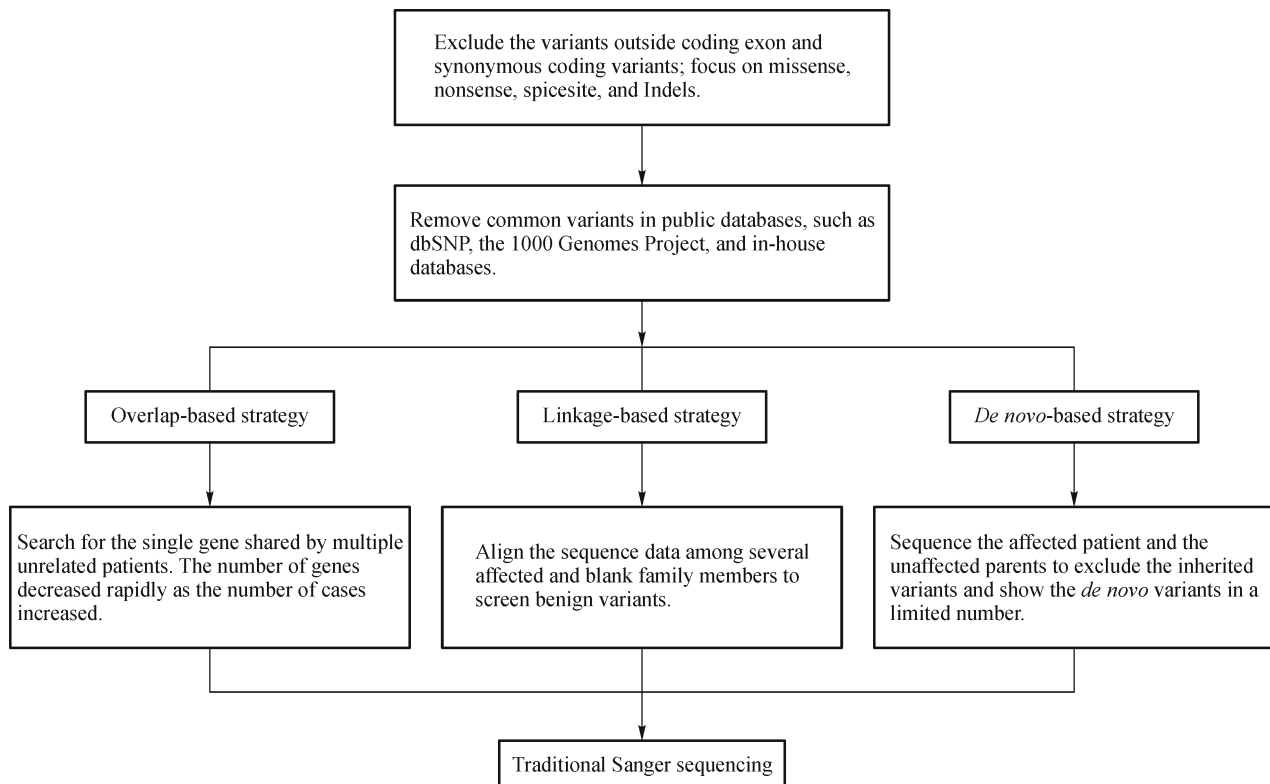 Exclude the variants outside coding exon and
synonymous coding variants; focus on missense,
nonsense, spicesite, and Indels.
Remove common variants in public databases, such as
dbSNP, the 1000 Genomes Project, and in-house
databases.
Overlap-based strategy
Linkage-based strategy
De novo-based strategy
Search for the single gene shared by multiple
unrelated patients. The number of genes
decreased rapidly as the number of cases
increased.
Align the sequence data among several
affected and blank family members to
screen benign variants.
Sequence the affected patient and the
unaffected parents to exclude the inherited
variants and show the de novo variants in a
limited number.
Traditional Sanger sequencing